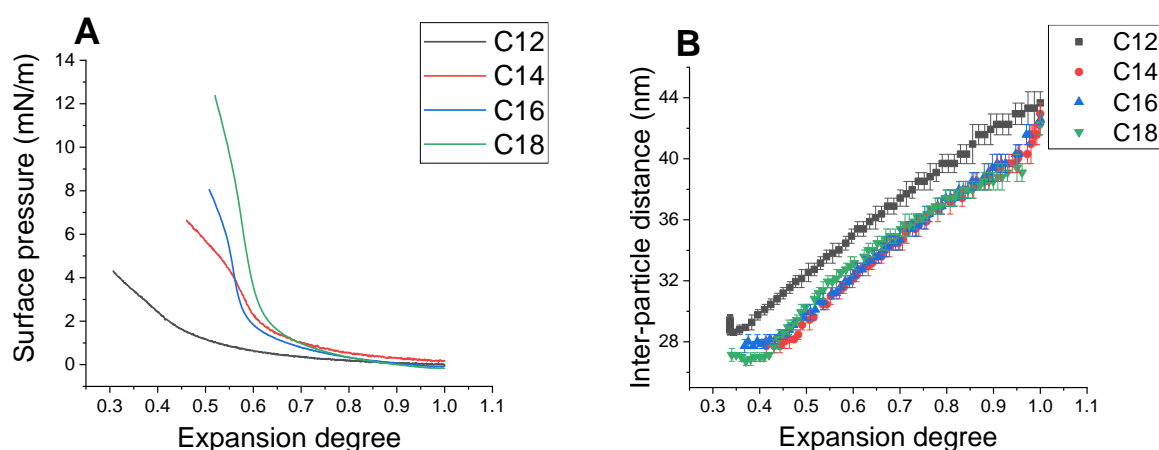 A
C12
C14
C16
C18
Surface pressure (mN/m)
14
12
10
8
6
4
2
0
0.3 0.4 0.5 0.6 0.7 0.8 0.9 1.0 1.1
Expansion degree
B
C12
C14
C16
C18
Inter-particle distance (nm)
44
40
36
32
28
0.3 0.4 0.5 0.6 0.7 0.8 0.9 1.0 1.1
Expansion degree